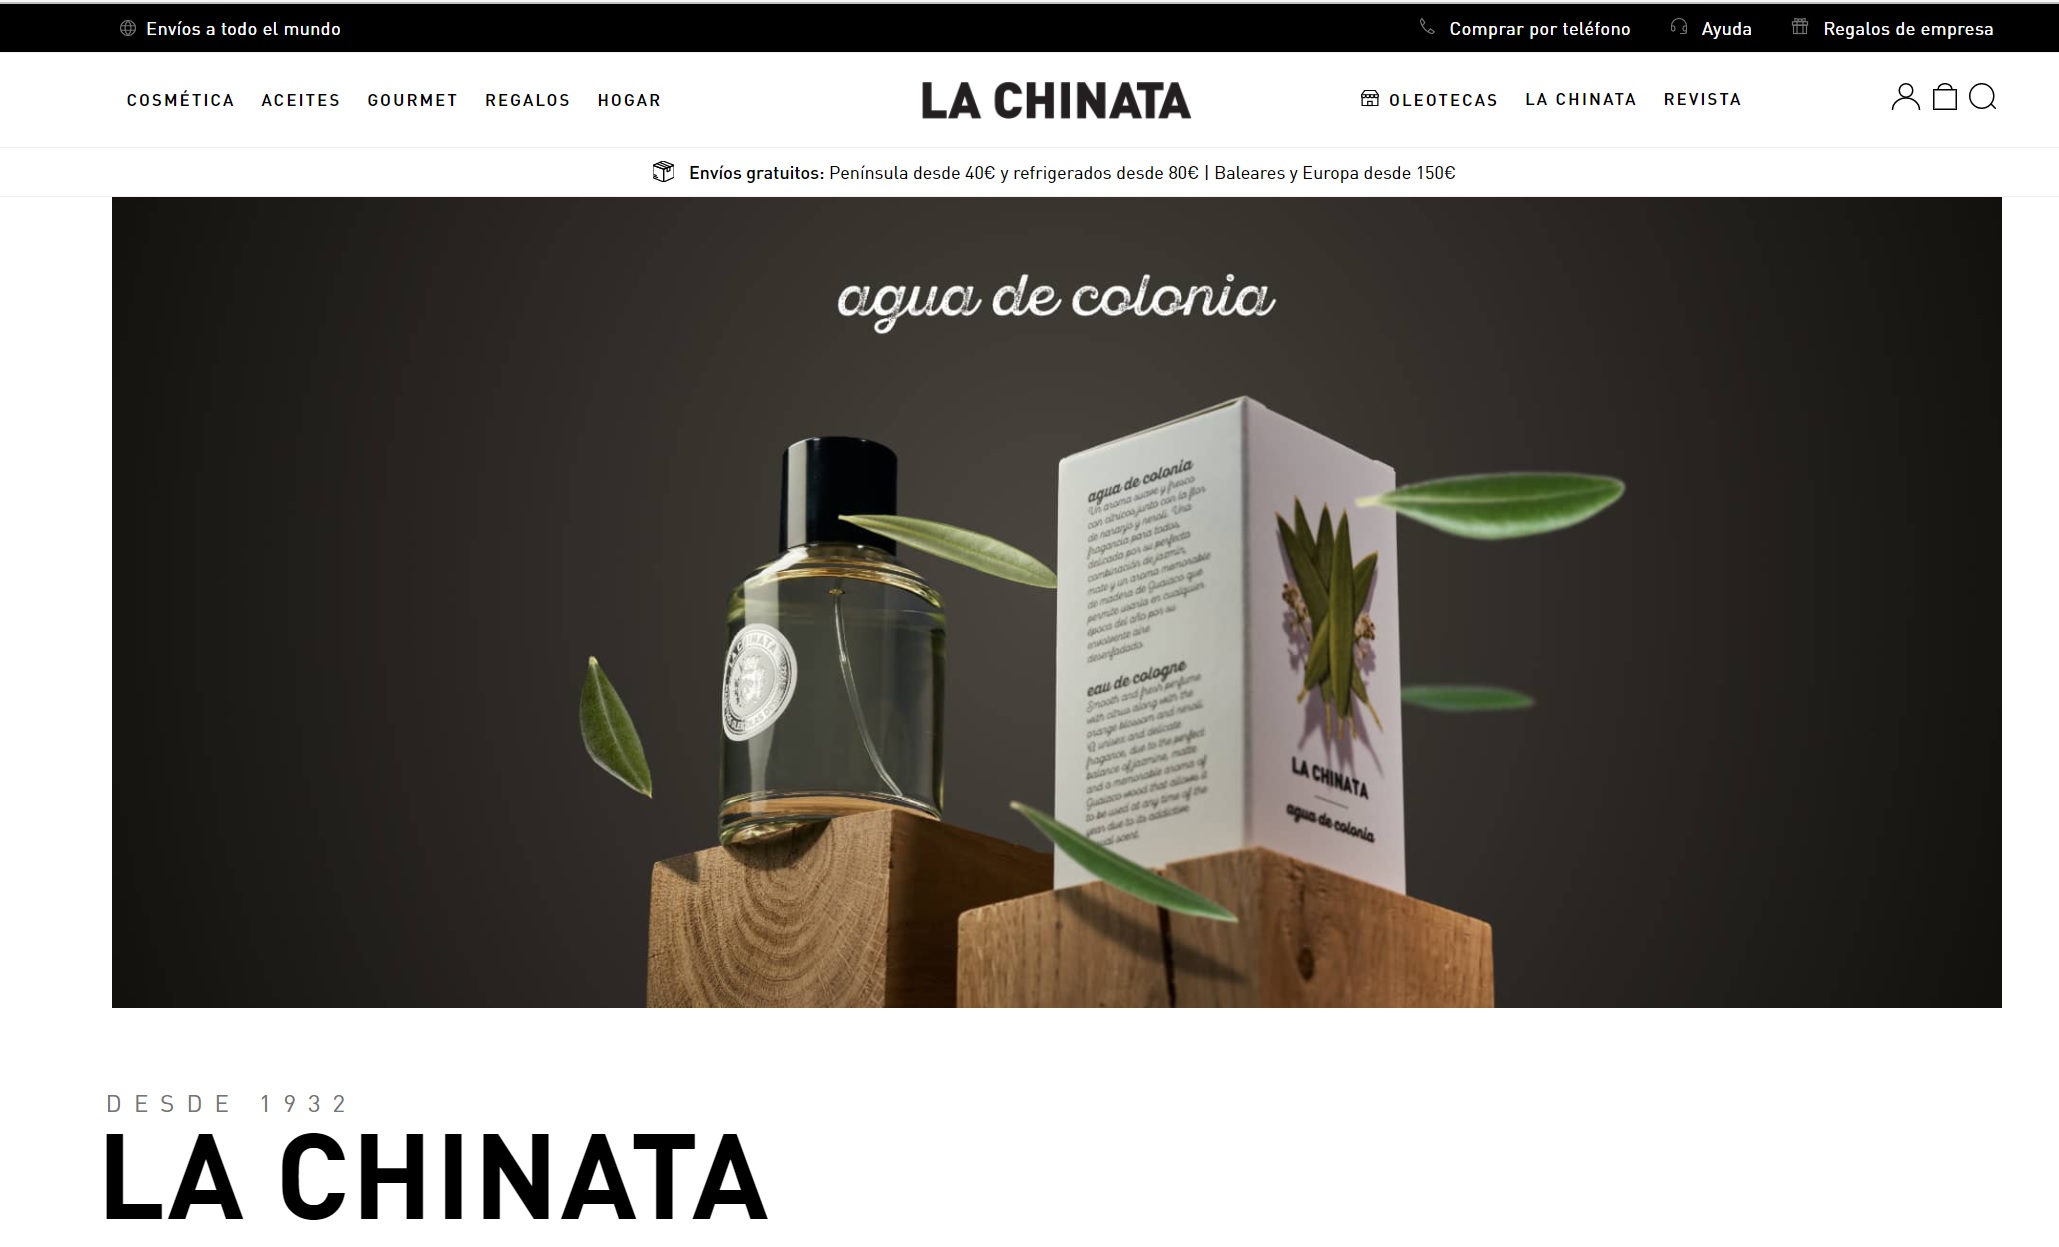 Envíos a todo el mundo
Comprar por teléfono
Ayuda
Regalos de empresa
COSMÉTICA ACEITES GOURMET REGALOS HOGAR
LA CHINATA
OLEOTECAS LA CHINATA REVISTA
Envíos gratuitos: Península desde 40€ y refrigerados desde 80€ | Baleares y Europa desde 150€
agua de colonia
LA CHINATA
agua de colonia
Un aroma suave y fresco
con cítricos junto con la flor
de naranjo y neroli. Una
fragancia para todos
delicada por su perfecta
combinación de jazmín,
mate y un aroma memorable
de madera de Guaiaco que
permite usarla en cualquier
época del año por su
envolvente aire
desenfadado.
eau de cologne
Smooth and fresh perfume
with citrus along with the
orange blossom and neroli.
A unisex and delicate
fragrance, due to the perfect
balance of jasmine, matte
and a memorable aroma of
Guaiaco wood that allows it
to be used at any time of the
year due to its addictive
scent.
LA CHINATA
agua de colonia
DESDE 1932
LA CHINATA